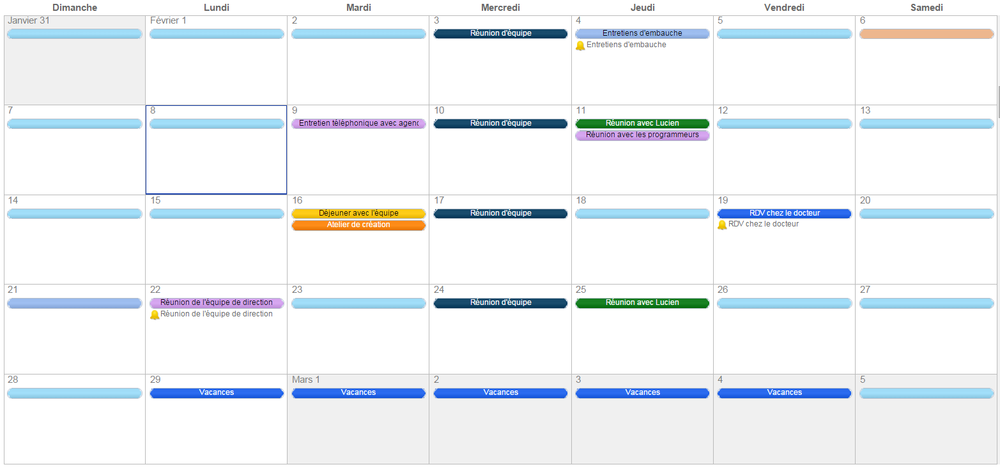 Dimanche Lundi Mardi Mercredi Jeudi Vendredi Samedi
Janvier 31 Février 1 2 3 4 5 6
Réunion d'équipe Entretiens d'embauche
Entretiens d'embauche
7 8 9 10 11 12 13
Entretien téléphonique avec agenc Réunion d'équipe Réunion avec Lucien
Réunion avec les programmeurs
14 15 16 17 18 19 20
Déjeuner avec l'équipe Réunion d'équipe RDV chez le docteur
Atelier de création RDV chez le docteur
21 22 23 24 25 26 27
Réunion de l'équipe de direction Réunion d'équipe Réunion avec Lucien
Réunion de l'équipe de direction
28 29 Mars 1 2 3 4 5
Vacances Vacances Vacances Vacances Vacances